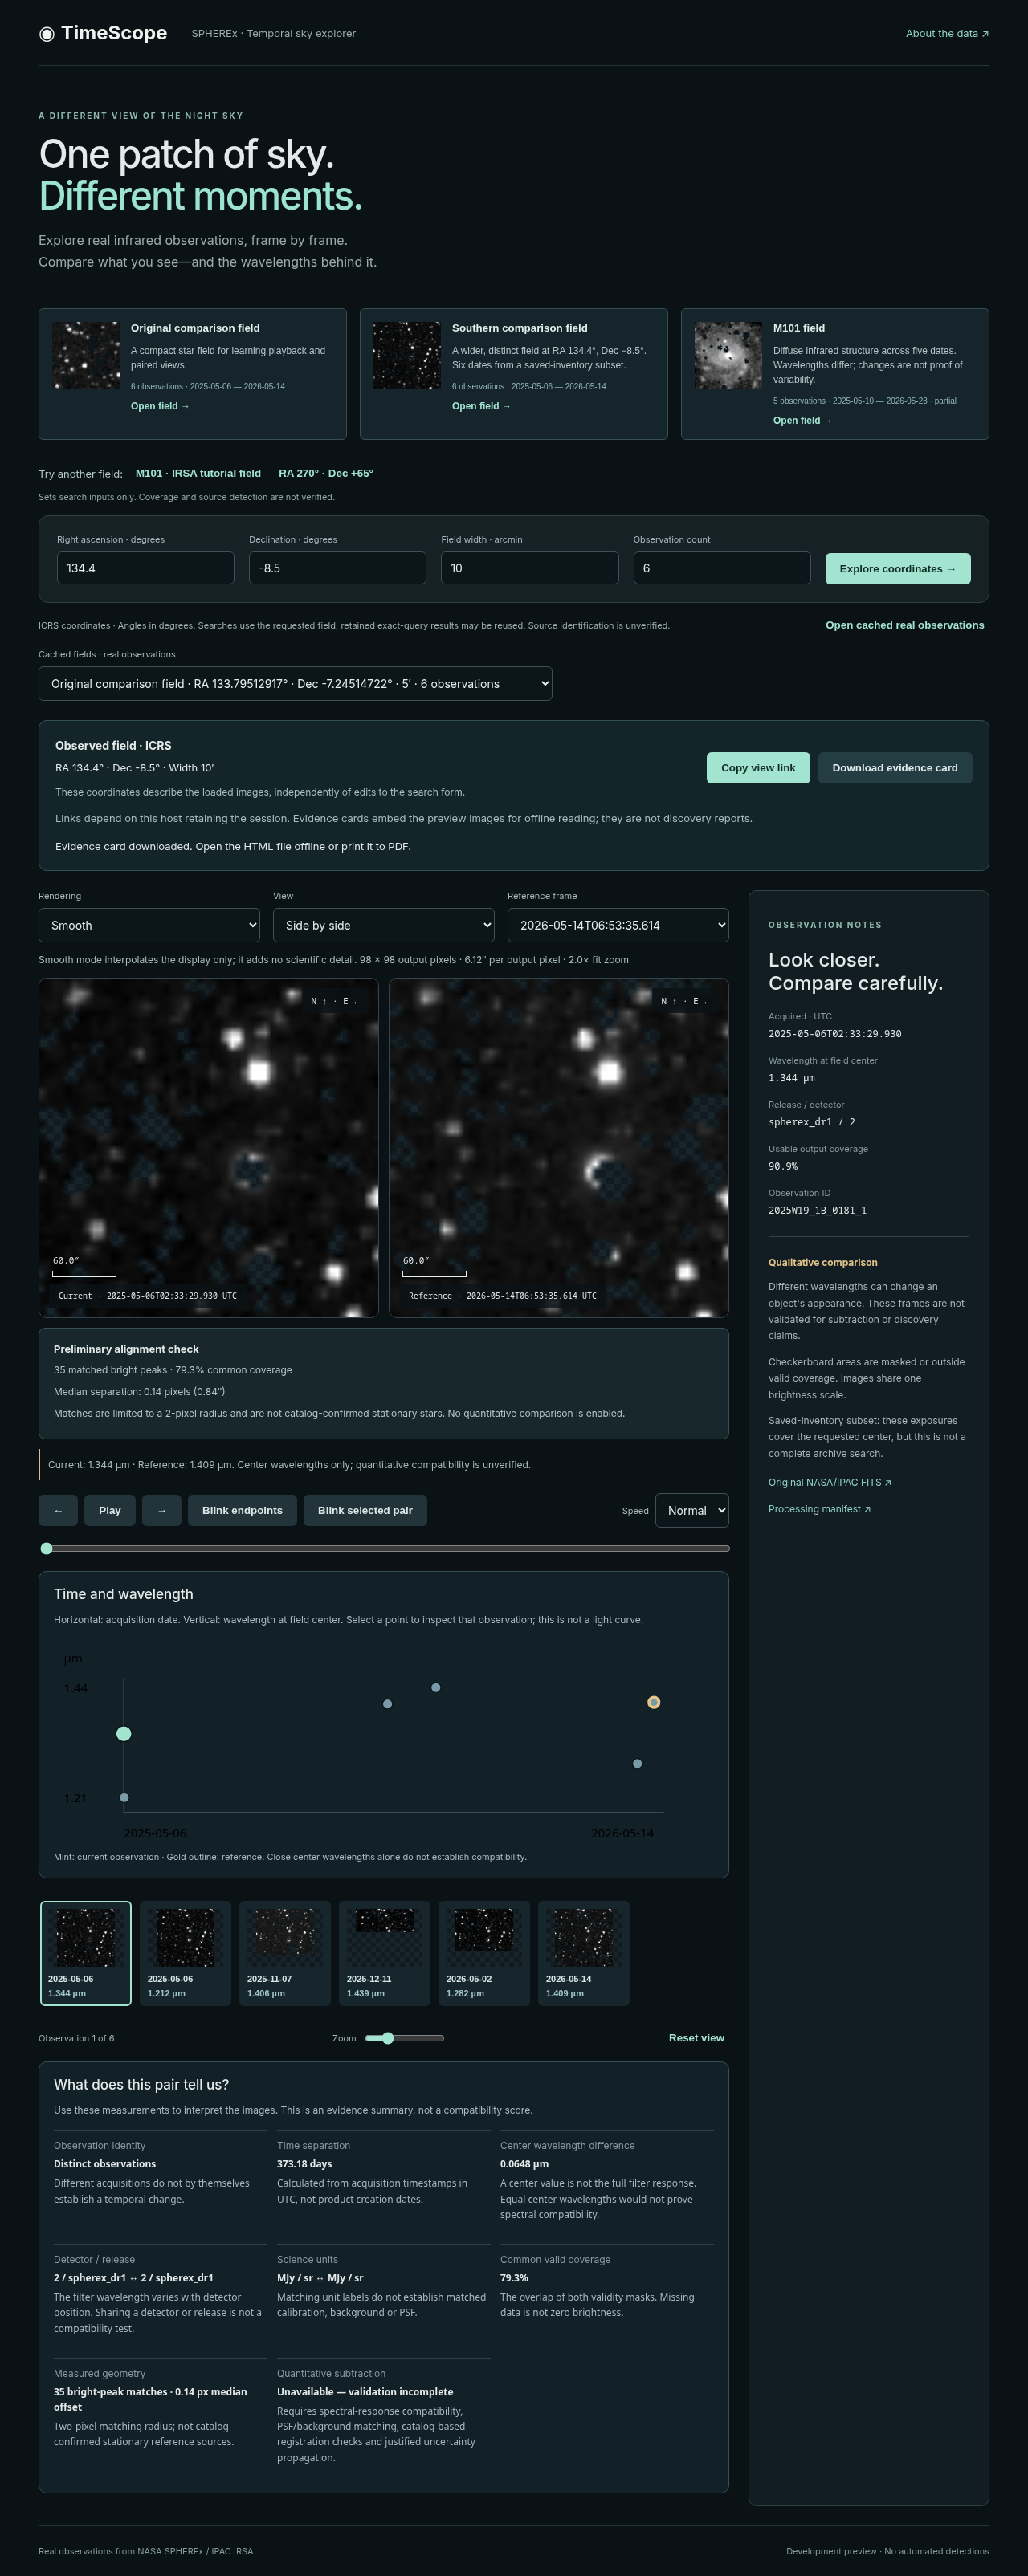 ◉ TimeScope
SPHEREx · Temporal sky explorer
About the data ↗
A DIFFERENT VIEW OF THE NIGHT SKY
One patch of sky.
Different moments.
Explore real infrared observations, frame by frame.
Compare what you see—and the wavelengths behind it.
Original comparison field
A compact star field for learning playback and
paired views.
6 observations · 2025-05-06 — 2026-05-14
Open field →
Southern comparison field
A wider, distinct field at RA 134.4°, Dec −8.5°.
Six dates from a saved-inventory subset.
6 observations · 2025-05-06 — 2026-05-14
Open field →
M101 field
Diffuse infrared structure across five dates.
Wavelengths differ; changes are not proof of
variability.
5 observations · 2025-05-10 — 2026-05-23 · partial
Open field →
Try another field:
M101 · IRSA tutorial field
RA 270° · Dec +65°
Sets search inputs only. Coverage and source detection are not verified.
Right ascension · degrees
Declination · degrees
Field width · arcmin
Observation count
134.4
-8.5
10
6
Explore coordinates →
ICRS coordinates · Angles in degrees. Searches use the requested field; retained exact-query results may be reused. Source identification is unverified.
Open cached real observations
Cached fields · real observations
Original comparison field · RA 133.79512917° · Dec -7.24514722° · 5′ · 6 observations
Observed field · ICRS
RA 134.4° · Dec -8.5° · Width 10′
These coordinates describe the loaded images, independently of edits to the search form.
Copy view link
Download evidence card
Links depend on this host retaining the session. Evidence cards embed the preview images for offline reading; they are not discovery reports.
Evidence card downloaded. Open the HTML file offline or print it to PDF.
Rendering
View
Reference frame
Smooth
Side by side
2026-05-14T06:53:35.614
Smooth mode interpolates the display only; it adds no scientific detail. 98 × 98 output pixels · 6.12″ per output pixel · 2.0× fit zoom
N ↑ · E ←
60.0″
Current · 2025-05-06T02:33:29.930 UTC
N ↑ · E ←
60.0″
Reference · 2026-05-14T06:53:35.614 UTC
Preliminary alignment check
35 matched bright peaks · 79.3% common coverage
Median separation: 0.14 pixels (0.84″)
Matches are limited to a 2-pixel radius and are not catalog-confirmed stationary stars. No quantitative comparison is enabled.
Current: 1.344 µm · Reference: 1.409 µm. Center wavelengths only; quantitative compatibility is unverified.
←
Play
→
Blink endpoints
Blink selected pair
Speed
Normal
Time and wavelength
Horizontal: acquisition date. Vertical: wavelength at field center. Select a point to inspect that observation; this is not a light curve.
µm
1.44
1.21
2025-05-06
2026-05-14
Mint: current observation · Gold outline: reference. Close center wavelengths alone do not establish compatibility.
2025-05-06
1.344 µm
2025-05-06
1.212 µm
2025-11-07
1.406 µm
2025-12-11
1.439 µm
2026-05-02
1.282 µm
2026-05-14
1.409 µm
Observation 1 of 6
Zoom
Reset view
What does this pair tell us?
Use these measurements to interpret the images. This is an evidence summary, not a compatibility score.
Observation identity
Distinct observations
Different acquisitions do not by themselves
establish a temporal change.
Time separation
373.18 days
Calculated from acquisition timestamps in
UTC, not product creation dates.
Center wavelength difference
0.0648 µm
A center value is not the full filter response.
Equal center wavelengths would not prove
spectral compatibility.
Detector / release
2 / spherex_dr1 ↔ 2 / spherex_dr1
The filter wavelength varies with detector
position. Sharing a detector or release is not a
compatibility test.
Science units
MJy / sr ↔ MJy / sr
Matching unit labels do not establish matched
calibration, background or PSF.
Common valid coverage
79.3%
The overlap of both validity masks. Missing
data is not zero brightness.
Measured geometry
35 bright-peak matches · 0.14 px median
offset
Two-pixel matching radius; not catalog-
confirmed stationary reference sources.
Quantitative subtraction
Unavailable — validation incomplete
Requires spectral-response compatibility,
PSF/background matching, catalog-based
registration checks and justified uncertainty
propagation.
OBSERVATION NOTES
Look closer.
Compare carefully.
Acquired · UTC
2025-05-06T02:33:29.930
Wavelength at field center
1.344 µm
Release / detector
spherex_dr1 / 2
Usable output coverage
90.9%
Observation ID
2025W19_1B_0181_1
Qualitative comparison
Different wavelengths can change an
object's appearance. These frames are not
validated for subtraction or discovery
claims.
Checkerboard areas are masked or outside
valid coverage. Images share one
brightness scale.
Saved-inventory subset: these exposures
cover the requested center, but this is not a
complete archive search.
Original NASA/IPAC FITS ↗
Processing manifest ↗
Real observations from NASA SPHEREx / IPAC IRSA.
Development preview · No automated detections